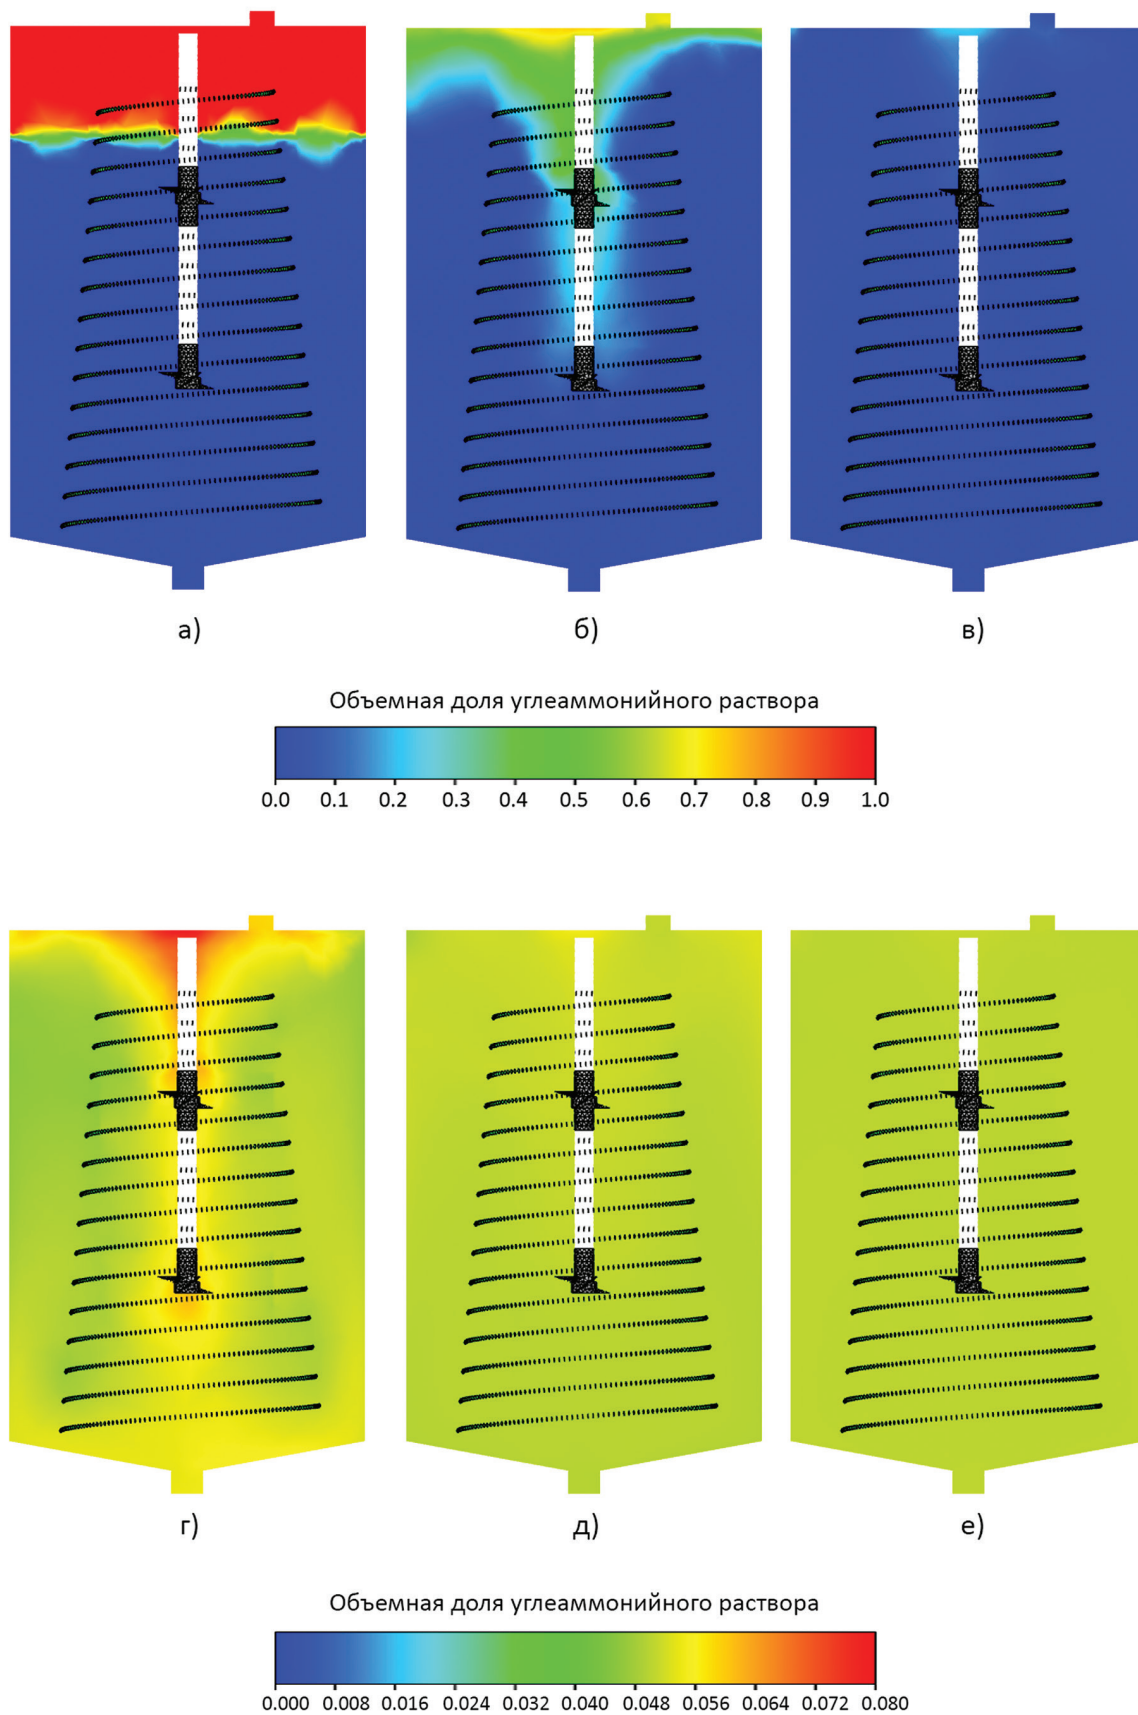 а) б) в)
Объемная доля углеаммонийного раствора
0.0 0.1 0.2 0.3 0.4 0.5 0.6 0.7 0.8 0.9 1.0
г) д) е)
Объемная доля углеаммонийного раствора
0.000 0.008 0.016 0.024 0.032 0.040 0.048 0.056 0.064 0.072 0.080